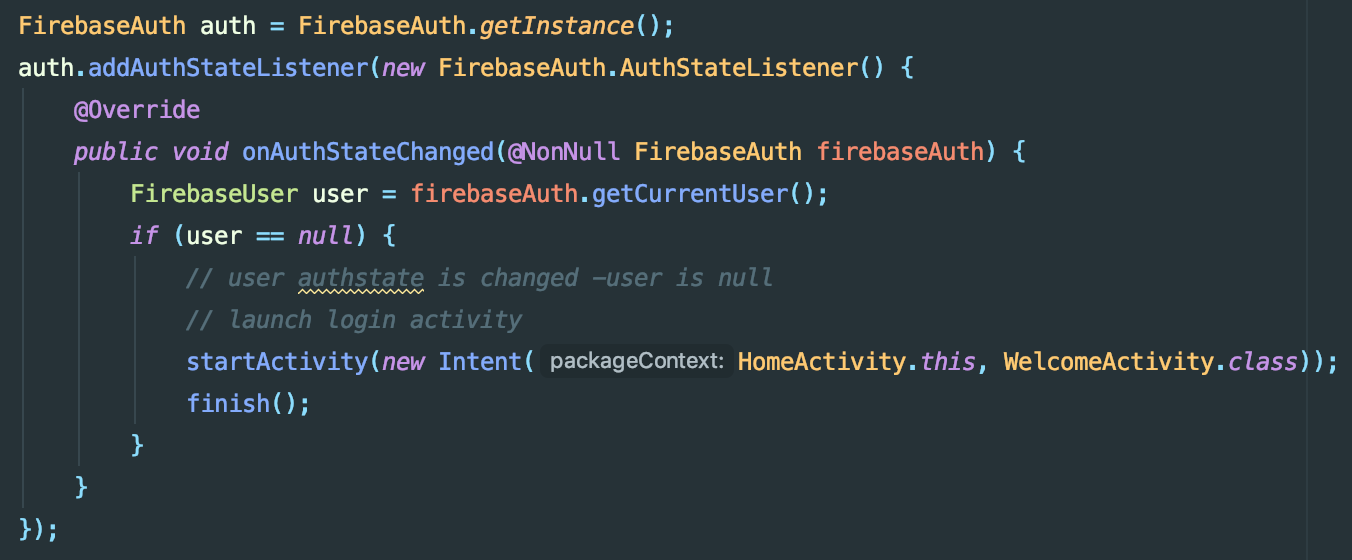 FirebaseAuth auth = FirebaseAuth.getInstance();
auth.addAuthStateListener(new FirebaseAuth.AuthStateListener() {
@Override
public void onAuthStateChanged(@NonNull FirebaseAuth firebaseAuth) {
FirebaseUser user = firebaseAuth.getCurrentUser();
if (user == null) {
// user authstate is changed -user is null
// launch login activity
startActivity(new Intent( packageContext: HomeActivity.this, WelcomeActivity.class));
finish();
}
}
});